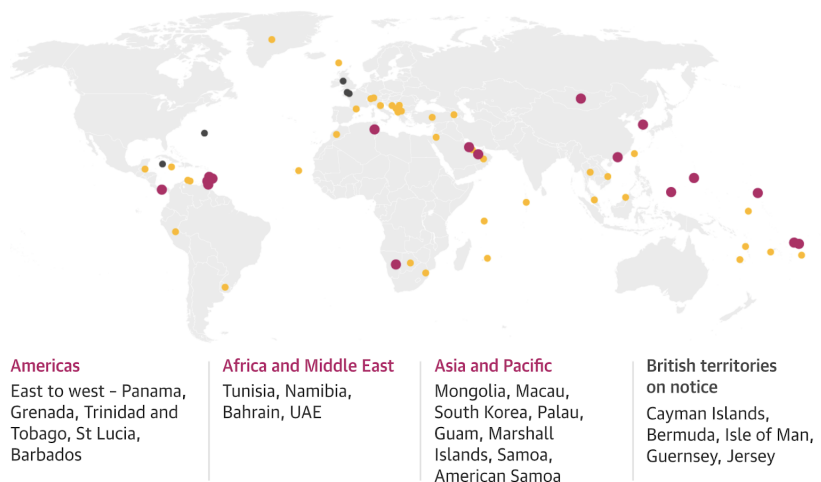 Americas
East to west – Panama,
Grenada, Trinidad and
Tobago, St Lucia,
Barbados
Africa and Middle East
Tunisia, Namibia,
Bahrain, UAE
Asia and Pacific
Mongolia, Macau,
South Korea, Palau,
Guam, Marshall
Islands, Samoa,
American Samoa
British territories
on notice
Cayman Islands,
Bermuda, Isle of Man,
Guernsey, Jersey